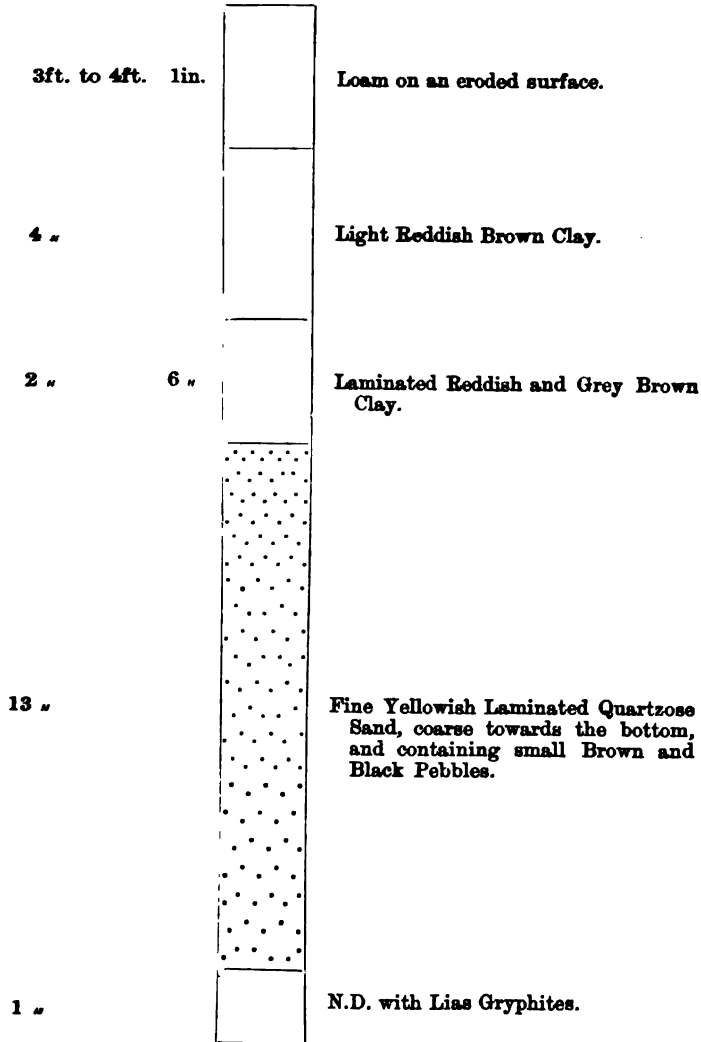 3ft. to 4ft. 1in. Loam on an eroded surface.
4 „ Light Reddish Brown Clay.
2 „ 6 „ Laminated Reddish and Grey Brown
Clay.
13 „ Fine Yellowish Laminated Quartzose
Sand, coarse towards the bottom,
and containing small Brown and
Black Pebbles.
1 „ N.D. with Lias Gryphites.